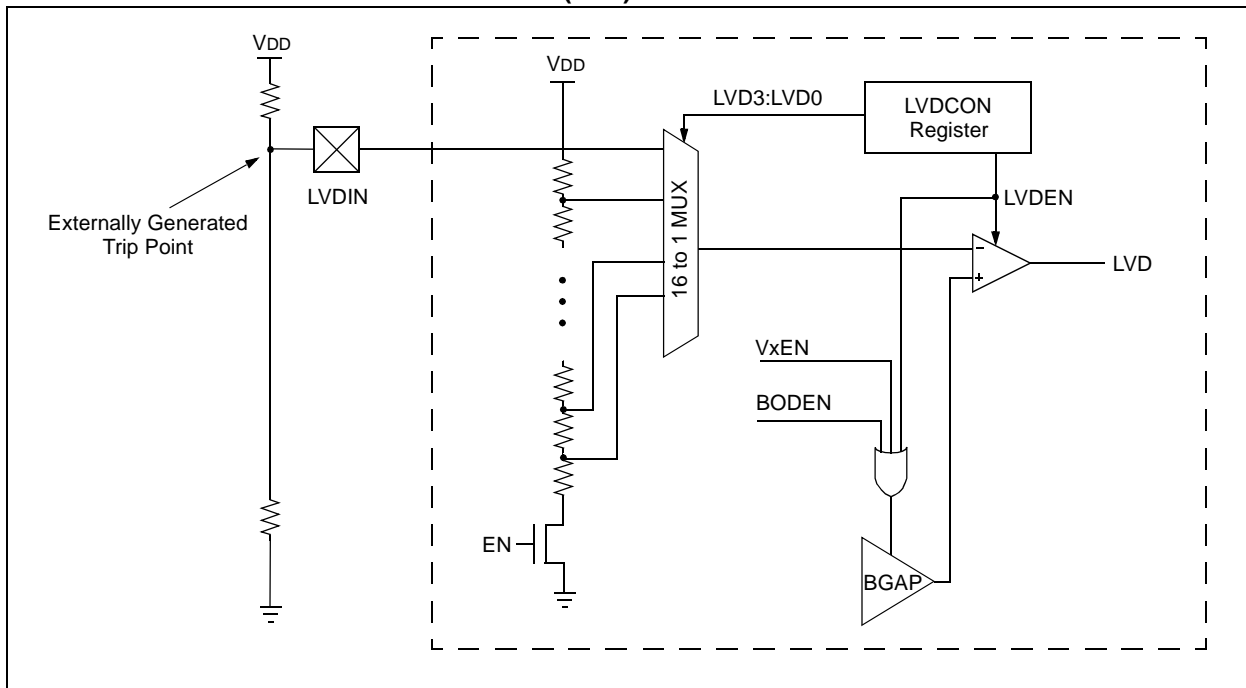 VDD
VDD
LVD3:LVD0
LVDCON
Register
LVDIN
Externally Generated
Trip Point
16 to 1 MUX
LVDEN
–
+
LVD
VxEN
BODEN
EN
BGAP